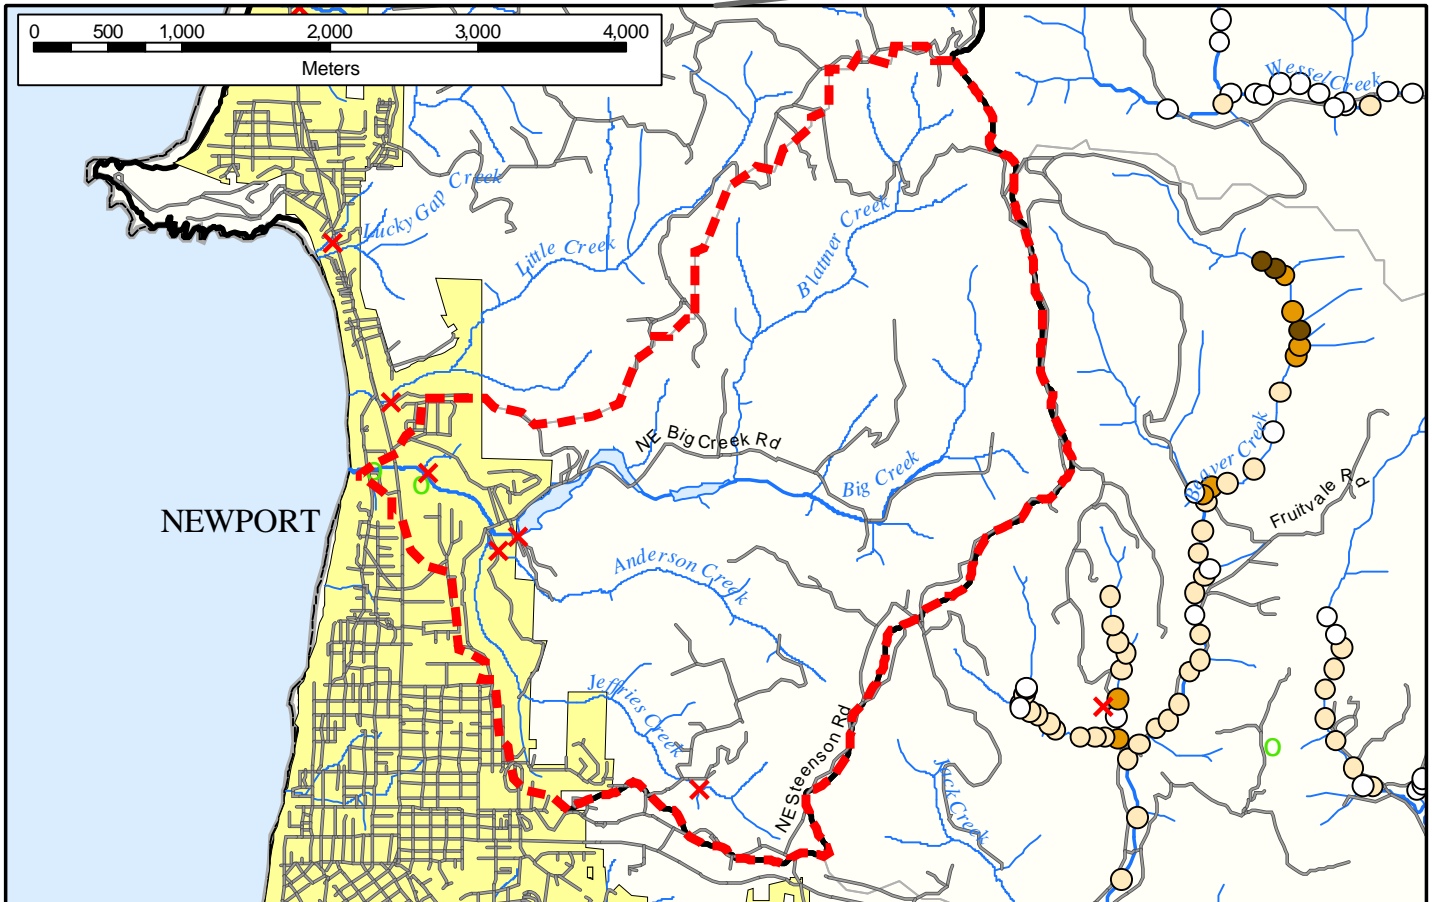 0 500 1,000 2,000 3,000 4,000
Meters
Wessel Creek
Lucky Gap Creek
Little Creek
Blattner Creek
NE Big Creek Rd
Big Creek
Beaver Creek
Fruitvale Rd
NEWPORT
Anderson Creek
Jeffries Creek
NE Steenson Rd
Jack Creek